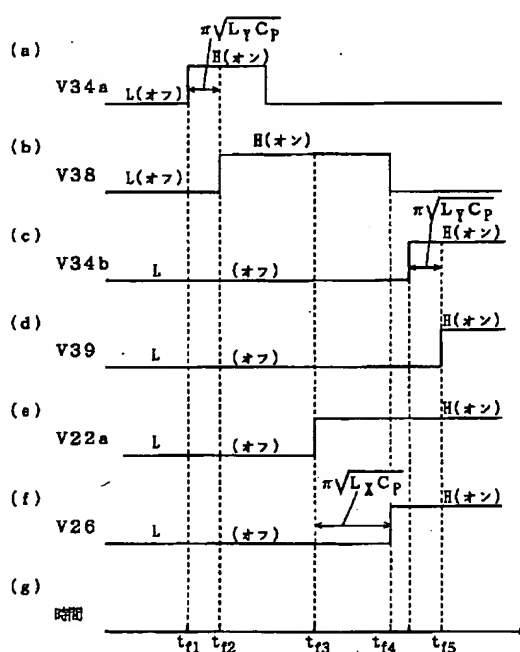 (a)
π√L_Y C_P
H(オン)
V34a
L(オフ)
(b)
H(オン)
V38
L(オフ)
π√L_Y C_P
(c)
H(オン)
V34b
L
(オフ)
(d)
H(オン)
V39
L
(オフ)
(e)
H(オン)
V22a
L
(オフ)
π√L_X C_P
(f)
H(オン)
V26
L
(オフ)
(g)
時間
t_f1 t_f2 t_f3 t_f4 t_f5